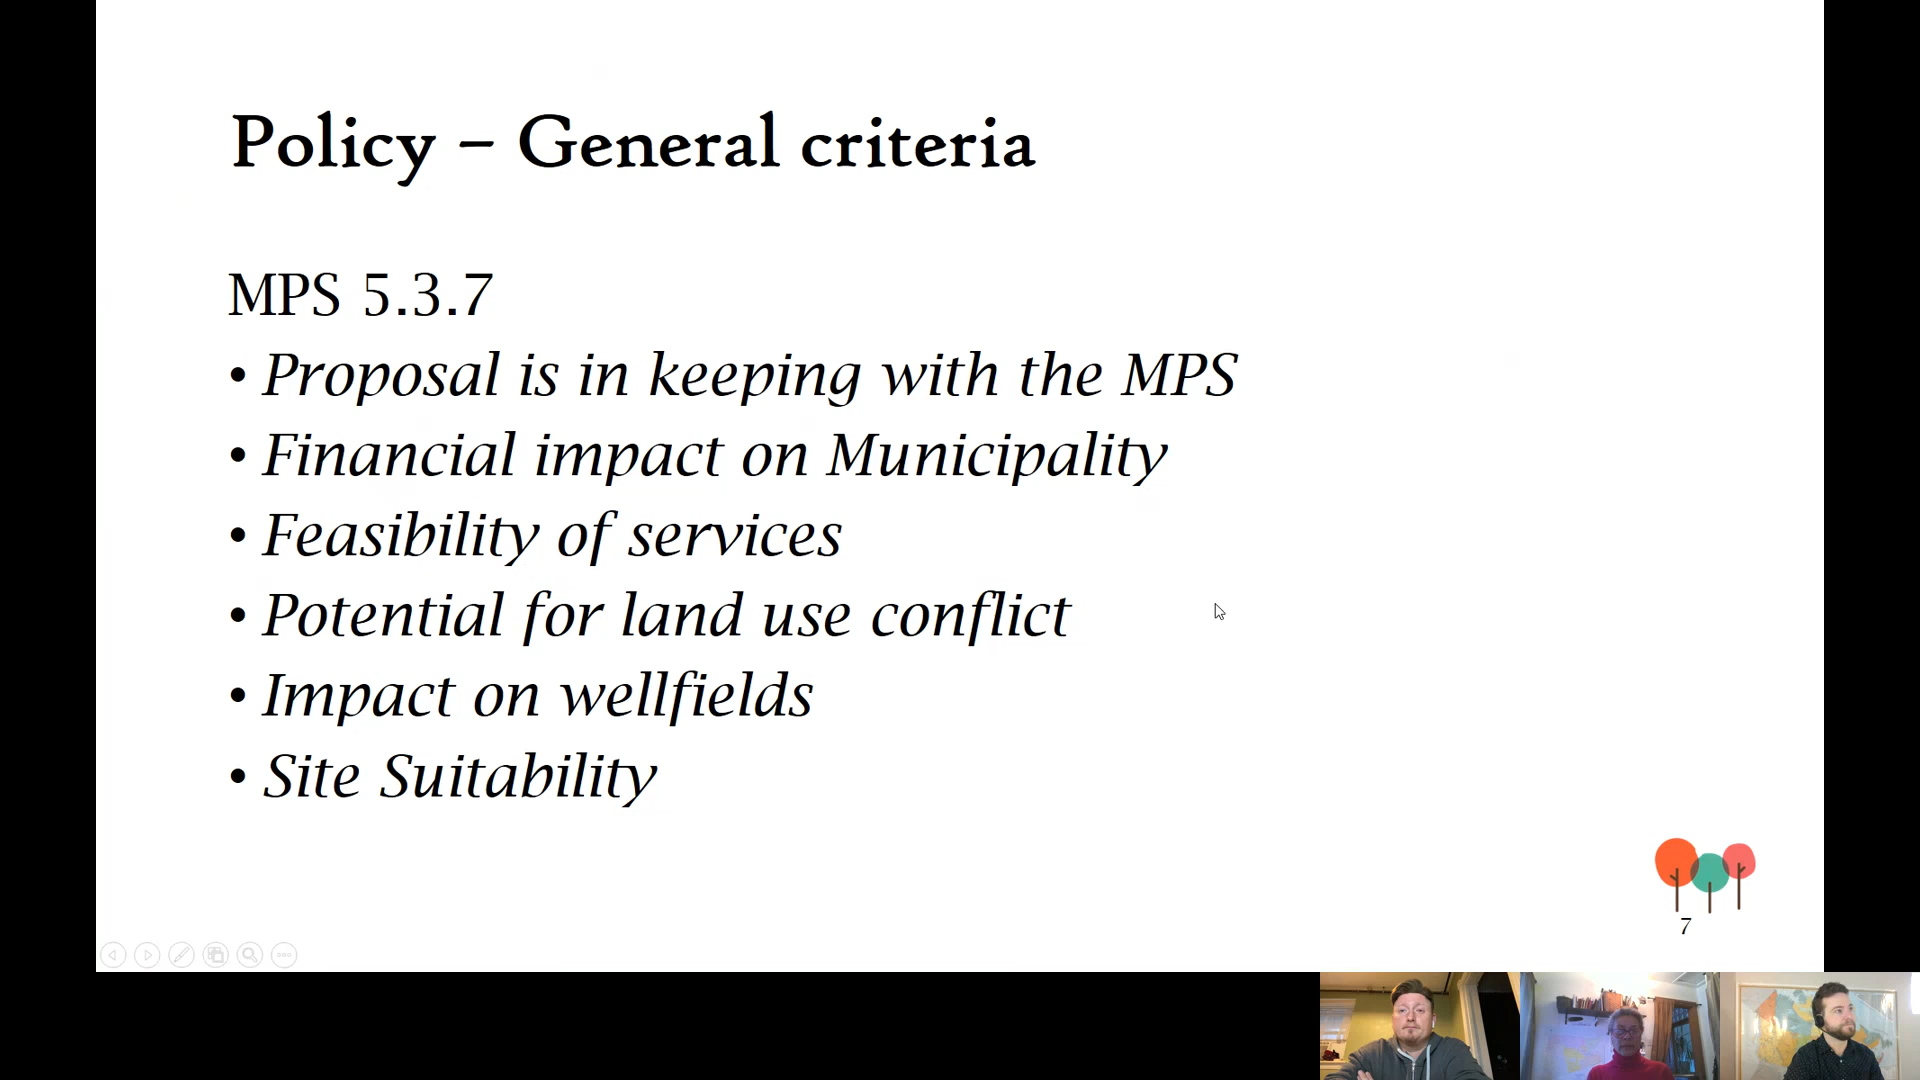 Policy – General criteria
MPS 5.3.7
• Proposal is in keeping with the MPS
• Financial impact on Municipality
• Feasibility of services
• Potential for land use conflict
• Impact on wellfields
• Site Suitability
7